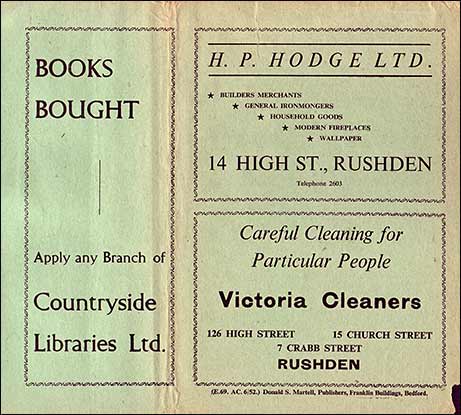 BOOKS
BOUGHT
Apply any Branch of
Countryside
Libraries Ltd.
H. P. HODGE LTD.
★ BUILDERS MERCHANTS
★ GENERAL IRONMONGERS
★ HOUSEHOLD GOODS
★ MODERN FIREPLACES
★ WALLPAPER
14 HIGH ST., RUSHDEN
Telephone 2603
Careful Cleaning for
Particular People
Victoria Cleaners
126 HIGH STREET 15 CHURCH STREET
7 CRABB STREET
RUSHDEN
(E.69. AC. 6/52.) Donald S. Martell, Publishers, Franklin Buildings, Bedford.